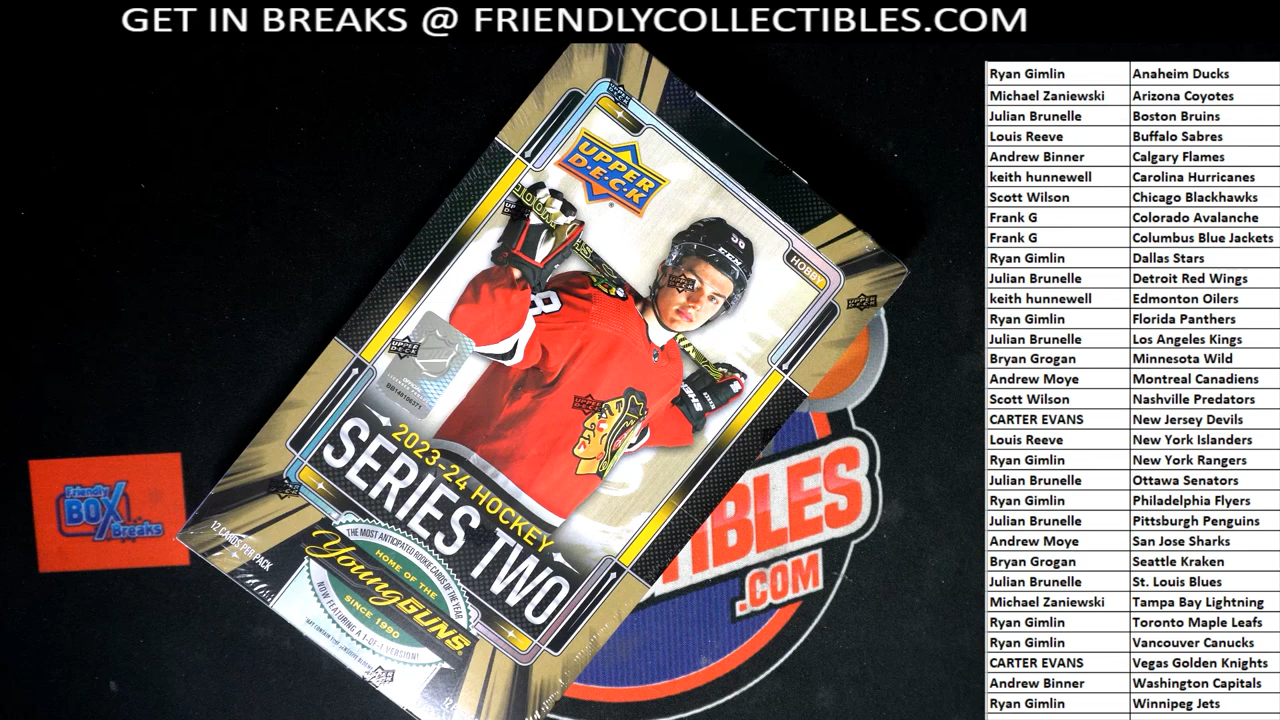 GET IN BREAKS @ FRIENDLYCOLLECTIBLES.COM
Ryan Gimlin Anaheim Ducks
Michael Zaniewski Arizona Coyotes
Julian Brunelle Boston Bruins
Louis Reeve Buffalo Sabres
Andrew Binner Calgary Flames
keith hunnewell Carolina Hurricanes
Scott Wilson Chicago Blackhawks
Frank G Colorado Avalanche
Frank G Columbus Blue Jackets
Ryan Gimlin Dallas Stars
Julian Brunelle Detroit Red Wings
keith hunnewell Edmonton Oilers
Ryan Gimlin Florida Panthers
Julian Brunelle Los Angeles Kings
Bryan Grogan Minnesota Wild
Andrew Moye Montreal Canadiens
Scott Wilson Nashville Predators
CARTER EVANS New Jersey Devils
Louis Reeve New York Islanders
Ryan Gimlin New York Rangers
Julian Brunelle Ottawa Senators
Ryan Gimlin Philadelphia Flyers
Julian Brunelle Pittsburgh Penguins
Andrew Moye San Jose Sharks
Bryan Grogan Seattle Kraken
Julian Brunelle St. Louis Blues
Michael Zaniewski Tampa Bay Lightning
Ryan Gimlin Toronto Maple Leafs
Ryan Gimlin Vancouver Canucks
CARTER EVANS Vegas Golden Knights
Andrew Binner Washington Capitals
Ryan Gimlin Winnipeg Jets
UPPER
D·E·C·K
HOBBY
100M
98
CCM
UPPER
DECK
2023-24 HOCKEY
SERIES TWO
12 CARDS PER PACK
THE MOST ANTICIPATED ROOKIE CARDS OF THE YEAR
HOME OF THE
Young GUNS
SINCE 1990
NOW FEATURING A 1-OF-1 VERSION!
Friendly
BOX
Breaks
IBLES
.COM